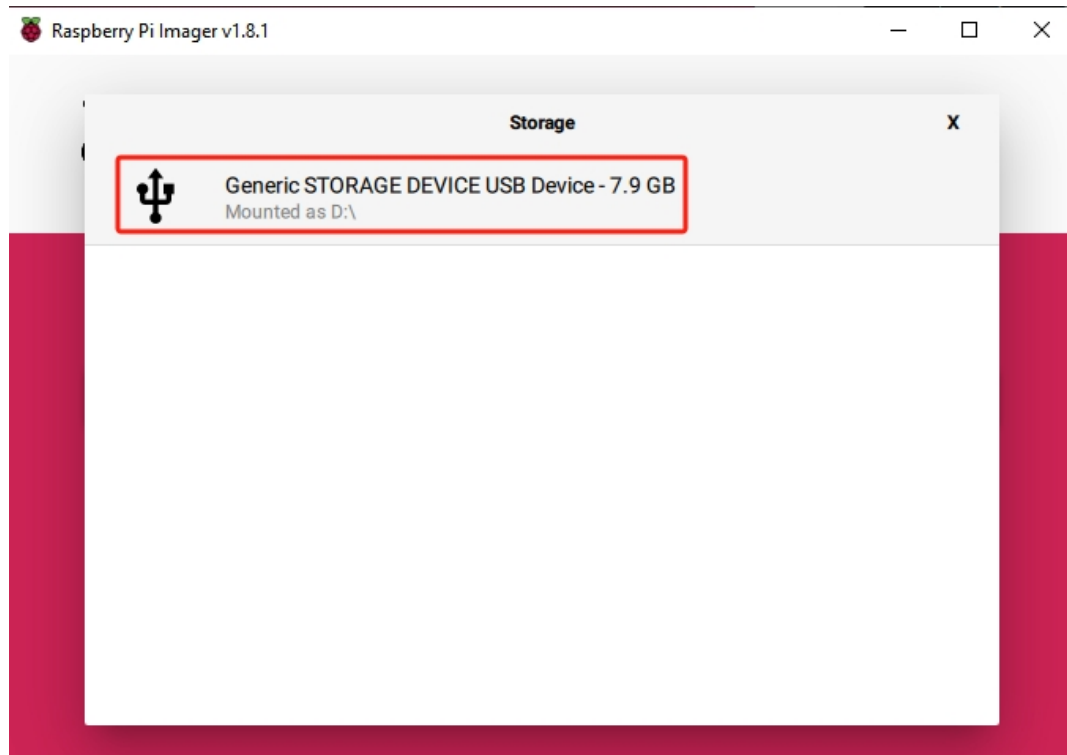 Raspberry Pi Imager v1.8.1
Storage
X
Generic STORAGE DEVICE USB Device - 7.9 GB
Mounted as D:\